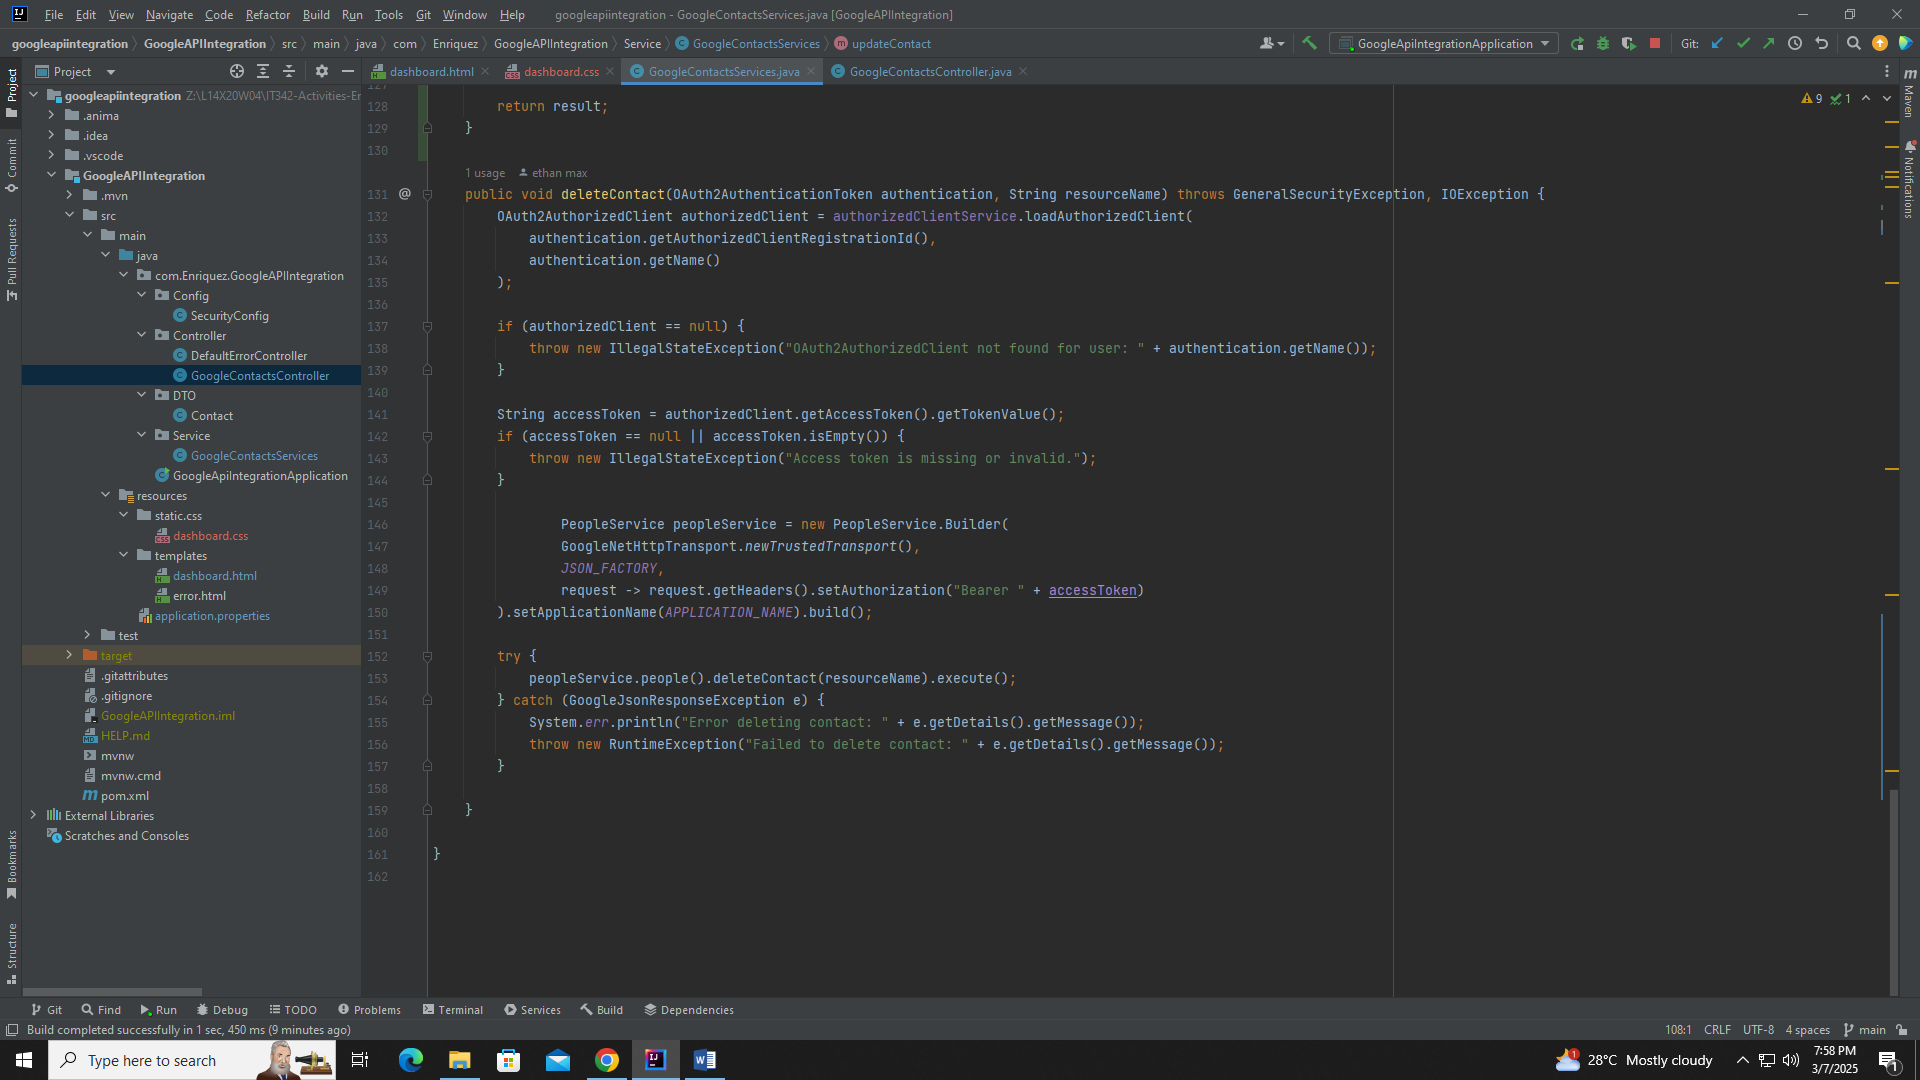 File Edit View Navigate Code Refactor Build Run Tools Git Window Help googleapiintegration - GoogleContactsServices.java [GoogleAPIIntegration]
googleapiintegration GoogleAPIIntegration src main java com Enriquez GoogleAPIIntegration Service GoogleContactsServices updateContact GoogleApiIntegrationApplication Git:
Project dashboard.html dashboard.css GoogleContactsServices.java GoogleContactsController.java
Project
Commit
Pull Requests
Bookmarks
Structure
googleapiintegration Z:\L14X20W04\IT342-Activities-Er
.anima
.idea
.vscode
GoogleAPIIntegration
.mvn
src
main
java
com.Enriquez.GoogleAPIIntegration
Config
SecurityConfig
Controller
DefaultErrorController
GoogleContactsController
DTO
Contact
Service
GoogleContactsServices
GoogleApiIntegrationApplication
resources
static.css
dashboard.css
templates
dashboard.html
error.html
application.properties
test
target
.gitattributes
.gitignore
GoogleAPIIntegration.iml
HELP.md
mvnw
mvnw.cmd
pom.xml
External Libraries
Scratches and Consoles
127
128 return result;
129 }
130
1 usage ethan max
131 @ public void deleteContact(OAuth2AuthenticationToken authentication, String resourceName) throws GeneralSecurityException, IOException {
132 OAuth2AuthorizedClient authorizedClient = authorizedClientService.loadAuthorizedClient(
133 authentication.getAuthorizedClientRegistrationId(),
134 authentication.getName()
135 );
136
137 if (authorizedClient == null) {
138 throw new IllegalStateException("OAuth2AuthorizedClient not found for user: " + authentication.getName());
139 }
140
141 String accessToken = authorizedClient.getAccessToken().getTokenValue();
142 if (accessToken == null || accessToken.isEmpty()) {
143 throw new IllegalStateException("Access token is missing or invalid.");
144 }
145
146 PeopleService peopleService = new PeopleService.Builder(
147 GoogleNetHttpTransport.newTrustedTransport(),
148 JSON_FACTORY,
149 request -> request.getHeaders().setAuthorization("Bearer " + accessToken)
150 ).setApplicationName(APPLICATION_NAME).build();
151
152 try {
153 peopleService.people().deleteContact(resourceName).execute();
154 } catch (GoogleJsonResponseException e) {
155 System.err.println("Error deleting contact: " + e.getDetails().getMessage());
156 throw new RuntimeException("Failed to delete contact: " + e.getDetails().getMessage());
157 }
158
159 }
160
161 }
162
9 1
m Maven
Notifications
Git Find Run Debug TODO Problems Terminal Services Build Dependencies
Build completed successfully in 1 sec, 450 ms (9 minutes ago) 108:1 CRLF UTF-8 4 spaces main
Type here to search 1 28°C Mostly cloudy 7:58 PM
3/7/2025 1